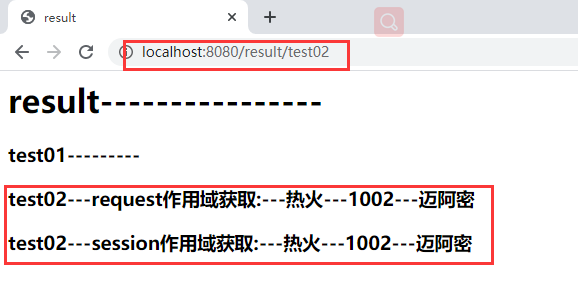 result
localhost:8080/result/test02
result----------------
test01---------
test02---request作用域获取:---热火---1002---迈阿密
test02---session作用域获取:---热火---1002---迈阿密